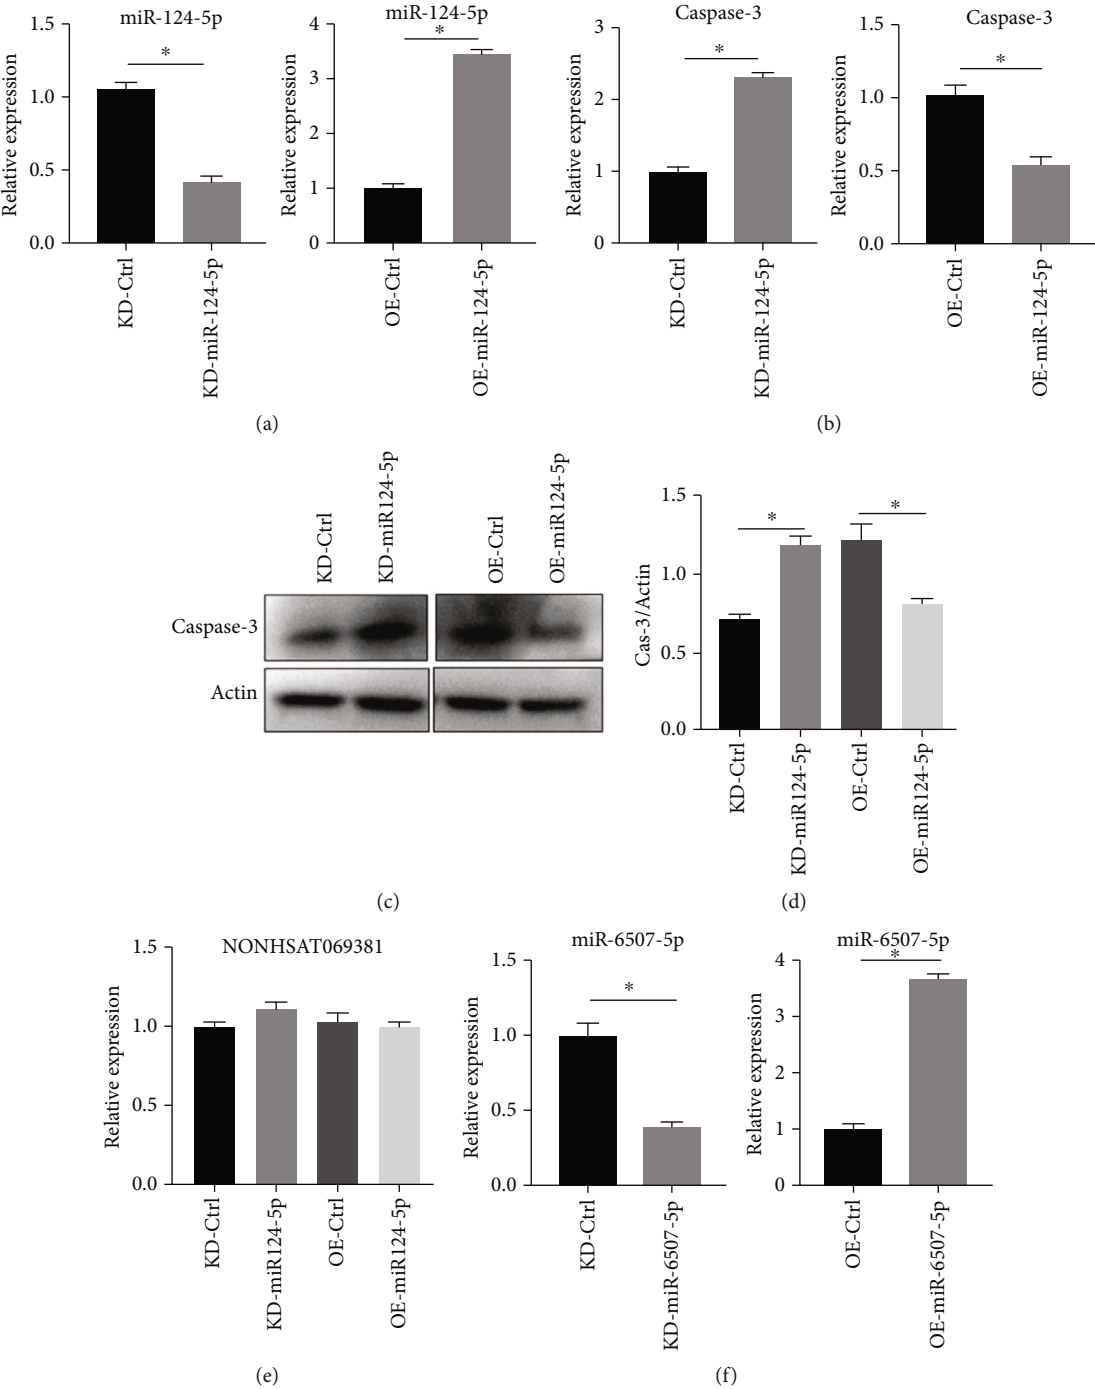 miR-124-5p
Relative expression
1.5
1.0
0.5
0.0
*
KD-Ctrl
KD-miR-124-5p
miR-124-5p
Relative expression
4
3
2
1
0
*
OE-Ctrl
OE-miR-124-5p
(a)
Caspase-3
Relative expression
3
2
1
0
*
KD-Ctrl
KD-miR-124-5p
Caspase-3
Relative expression
1.5
1.0
0.5
0.0
*
OE-Ctrl
OE-miR-124-5p
(b)
KD-Ctrl
KD-miR124-5p
OE-Ctrl
OE-miR124-5p
Caspase-3
Actin
(c)
Cas-3/Actin
1.5
1.0
0.5
0.0
*
*
KD-Ctrl
KD-miR124-5p
OE-Ctrl
OE-miR124-5p
(d)
NONHSAT069381
Relative expression
1.5
1.0
0.5
0.0
KD-Ctrl
KD-miR124-5p
OE-Ctrl
OE-miR124-5p
(e)
miR-6507-5p
Relative expression
1.5
1.0
0.5
0.0
*
KD-Ctrl
KD-miR-6507-5p
miR-6507-5p
Relative expression
4
3
2
1
0
*
OE-Ctrl
OE-miR-6507-5p
(f)